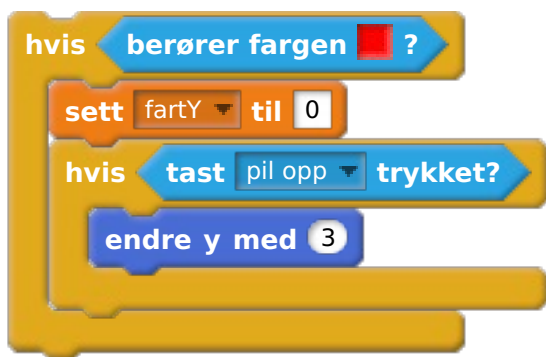 hvis berører fargen ?
sett fartY til 0
hvis tast pil opp trykket?
endre y med 3